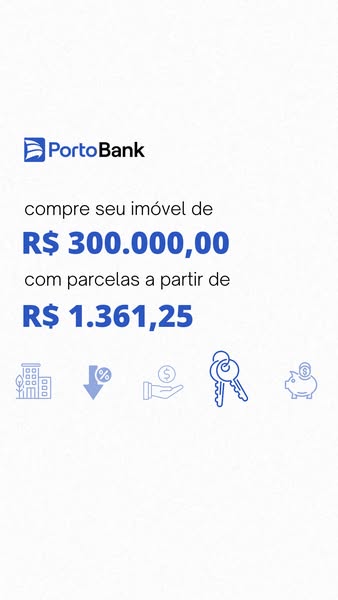 PortoBank
compre seu imóvel de
R$ 300.000,00
com parcelas a partir de
R$ 1.361,25
%
$
$